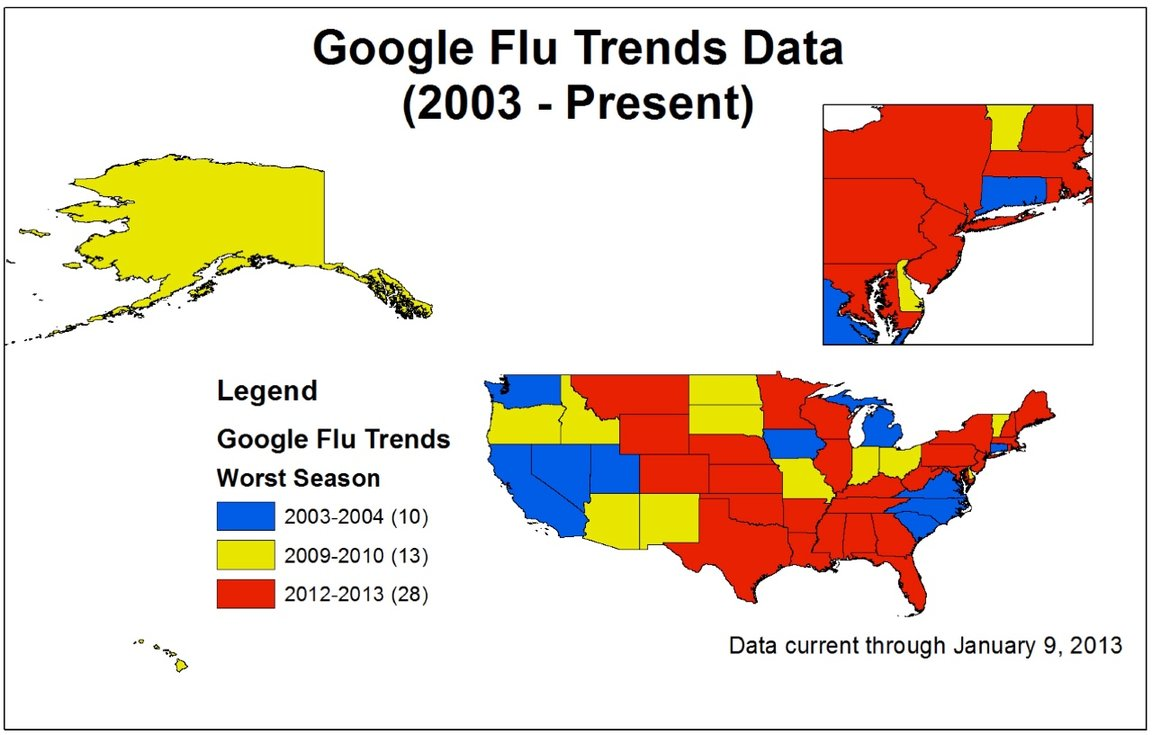 Google Flu Trends Data
(2003 - Present)
Legend
Google Flu Trends
Worst Season
2003-2004 (10)
2009-2010 (13)
2012-2013 (28)
Data current through January 9, 2013